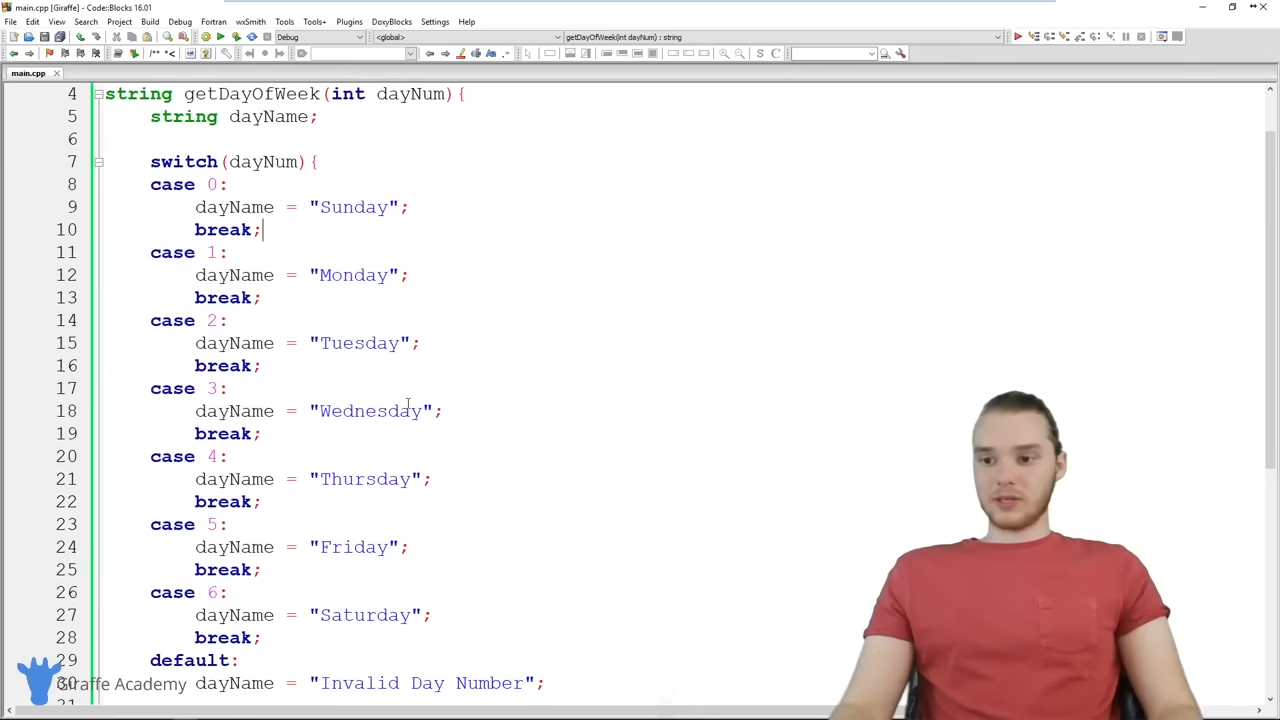 main.cpp [Giraffe] - Code::Blocks 16.01
File Edit View Search Project Build Debug Fortran wxSmith Tools Tools+ Plugins DoxyBlocks Settings Help
Debug <global> getDayOfWeek(int dayNum) : string
main.cpp
4 string getDayOfWeek(int dayNum){
5 string dayName;
6
7 switch(dayNum){
8 case 0:
9 dayName = "Sunday";
10 break;
11 case 1:
12 dayName = "Monday";
13 break;
14 case 2:
15 dayName = "Tuesday";
16 break;
17 case 3:
18 dayName = "Wednesday";
19 break;
20 case 4:
21 dayName = "Thursday";
22 break;
23 case 5:
24 dayName = "Friday";
25 break;
26 case 6:
27 dayName = "Saturday";
28 break;
29 default:
30 dayName = "Invalid Day Number";
Giraffe Academy